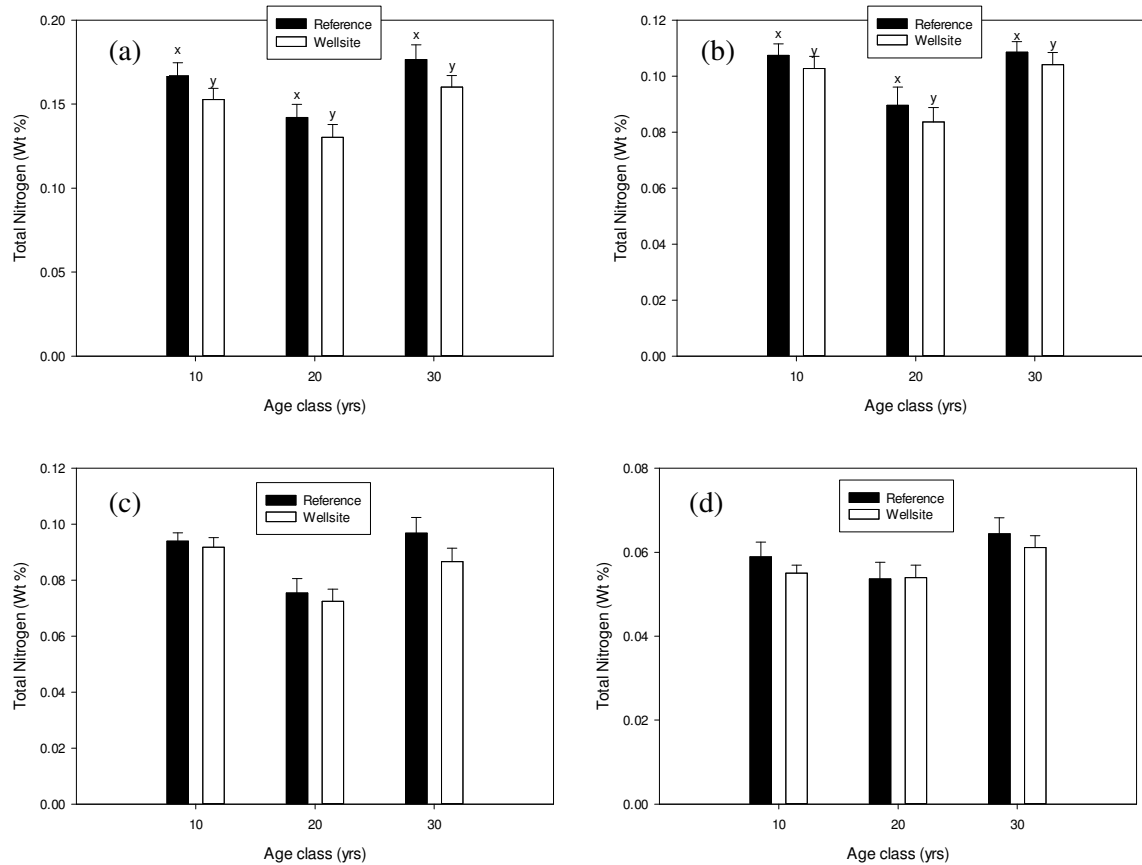 (a)
Reference
Wellsite
Total Nitrogen (Wt %)
0.20
0.15
0.10
0.05
0.00
x y x y x y
10 20 30
Age class (yrs)
(b)
Reference
Wellsite
Total Nitrogen (Wt %)
0.12
0.10
0.08
0.06
0.04
0.02
0.00
x y x y x y
10 20 30
Age class (yrs)
(c)
Reference
Wellsite
Total Nitrogen (Wt %)
0.12
0.10
0.08
0.06
0.04
0.02
0.00
10 20 30
Age class (yrs)
(d)
Reference
Wellsite
Total Nitrogen (Wt %)
0.08
0.06
0.04
0.02
0.00
10 20 30
Age class (yrs)